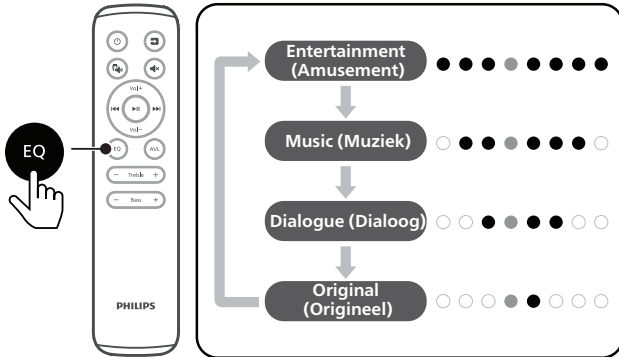 Vol+
Vol−
EQ
EQ
AVL
− Treble +
− Bass +
PHILIPS
Entertainment
(Amusement)
Music (Muziek)
Dialogue (Dialoog)
Original
(Origineel)